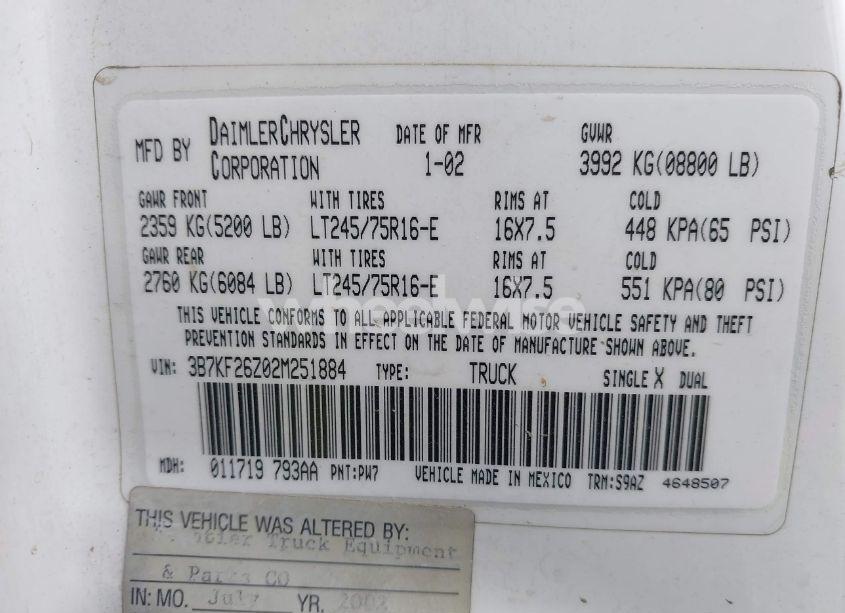 MFD BY DAIMLERCHRYSLER CORPORATION DATE OF MFR 1-02 GVWR 3992 KG(08800 LB)
GAWR FRONT WITH TIRES RIMS AT COLD
2359 KG(5200 LB) LT245/75R16-E 16X7.5 448 KPA(65 PSI)
GAWR REAR WITH TIRES RIMS AT COLD
2760 KG(6084 LB) LT245/75R16-E 16X7.5 551 KPA(80 PSI)
THIS VEHICLE CONFORMS TO ALL APPLICABLE FEDERAL MOTOR VEHICLE SAFETY AND THEFT
PREVENTION STANDARDS IN EFFECT ON THE DATE OF MANUFACTURE SHOWN ABOVE.
VIN: 3B7KF26Z02M251884 TYPE: TRUCK SINGLE X DUAL
MDH: 011719 793AA PNT:PW7 VEHICLE MADE IN MEXICO TRM:S9AZ 4648507
THIS VEHICLE WAS ALTERED BY:
Truck Equipment
& Parts CO
IN: MO. July YR. 2002